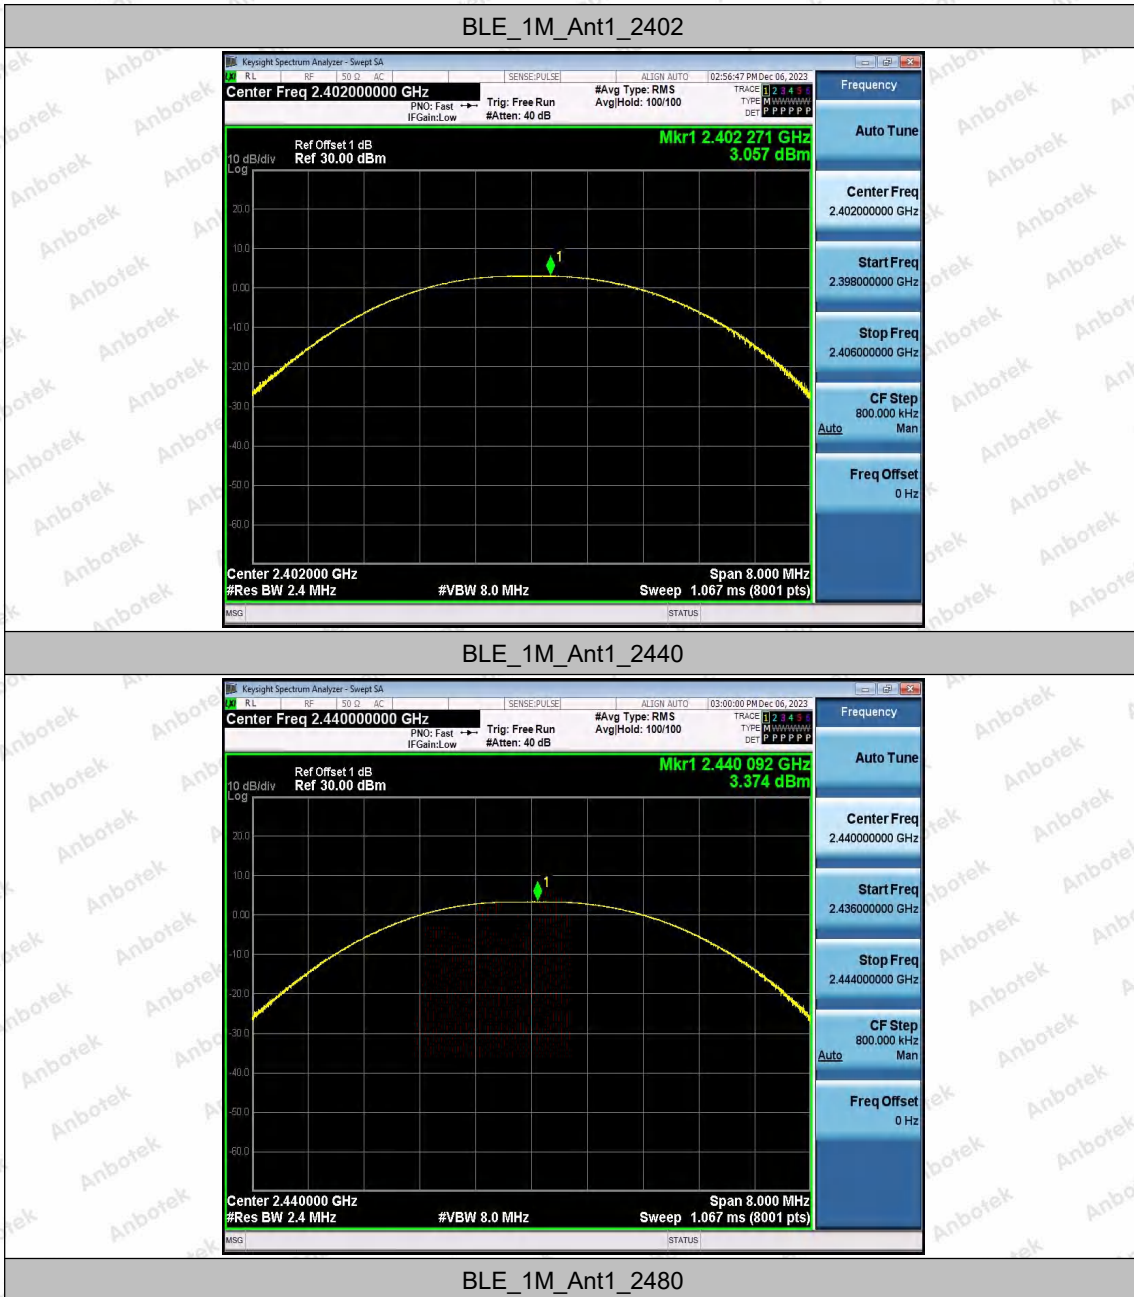 BLE_1M_Ant1_2402
Keysight Spectrum Analyzer - Swept SA
LXI RL RF 50 Ω AC SENSE:PULSE ALIGN AUTO 02:56:47 PM Dec 06, 2023
Center Freq 2.402000000 GHz
PNO: Fast
IFGain:Low
Trig: Free Run
#Atten: 40 dB
#Avg Type: RMS
Avg|Hold: 100/100
TRACE 1 2 3 4 5 6
TYPE M WWWWW
DET P P P P P P
Mkr1 2.402 271 GHz
3.057 dBm
Ref Offset 1 dB
10 dB/div Ref 30.00 dBm
Log
20.0
10.0
0.00
-10.0
-20.0
-30.0
-40.0
-50.0
-60.0
1
Center 2.402000 GHz Span 8.000 MHz
#Res BW 2.4 MHz #VBW 8.0 MHz Sweep 1.067 ms (8001 pts)
MSG STATUS
Frequency
Auto Tune
Center Freq
2.402000000 GHz
Start Freq
2.398000000 GHz
Stop Freq
2.406000000 GHz
CF Step
800.000 kHz
Auto Man
Freq Offset
0 Hz
BLE_1M_Ant1_2440
Keysight Spectrum Analyzer - Swept SA
LXI RL RF 50 Ω AC SENSE:PULSE ALIGN AUTO 03:00:00 PM Dec 06, 2023
Center Freq 2.440000000 GHz
PNO: Fast
IFGain:Low
Trig: Free Run
#Atten: 40 dB
#Avg Type: RMS
Avg|Hold: 100/100
TRACE 1 2 3 4 5 6
TYPE M WWWWW
DET P P P P P P
Mkr1 2.440 092 GHz
3.374 dBm
Ref Offset 1 dB
10 dB/div Ref 30.00 dBm
Log
20.0
10.0
0.00
-10.0
-20.0
-30.0
-40.0
-50.0
-60.0
1
Center 2.440000 GHz Span 8.000 MHz
#Res BW 2.4 MHz #VBW 8.0 MHz Sweep 1.067 ms (8001 pts)
MSG STATUS
Frequency
Auto Tune
Center Freq
2.440000000 GHz
Start Freq
2.436000000 GHz
Stop Freq
2.444000000 GHz
CF Step
800.000 kHz
Auto Man
Freq Offset
0 Hz
BLE_1M_Ant1_2480
Anbotek